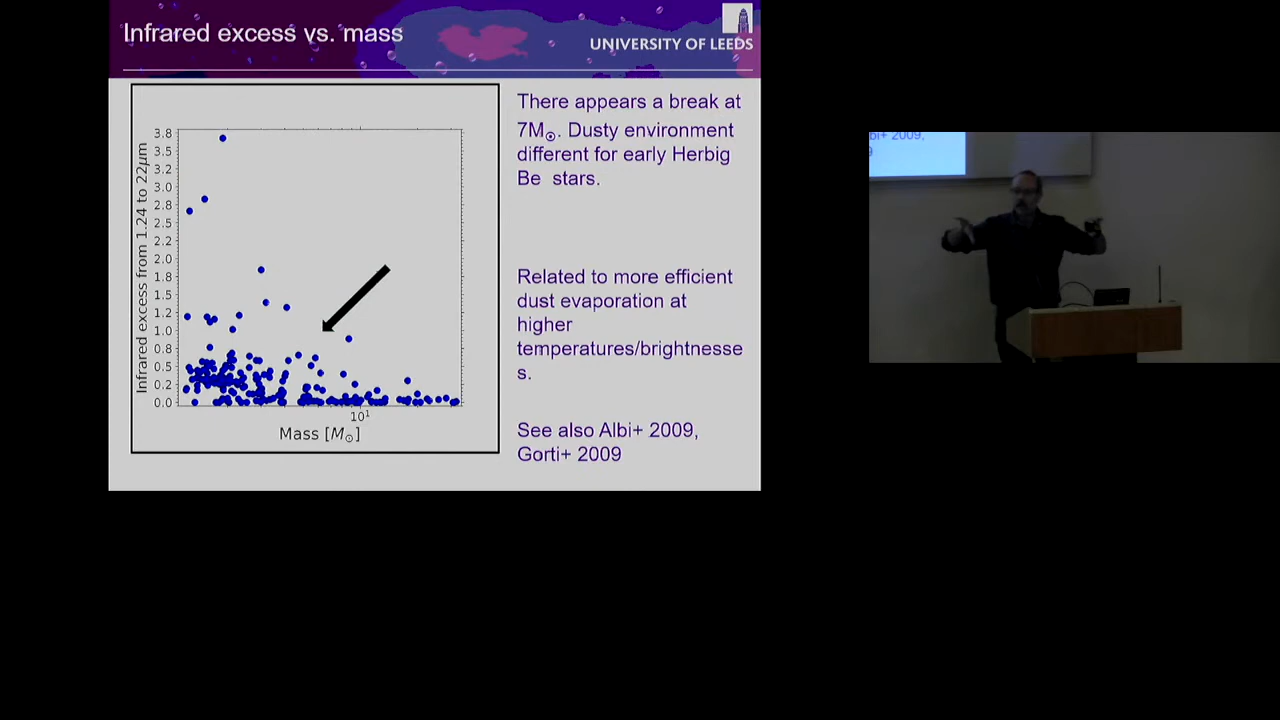 Infrared excess vs. mass
UNIVERSITY OF LEEDS
There appears a break at
7M☉. Dusty environment
different for early Herbig
Be stars.
Related to more efficient
dust evaporation at
higher
temperatures/brightnesse
s.
See also Albi+ 2009,
Gorti+ 2009
Infrared excess from 1.24 to 22μm
3.8
3.5
3.2
3.0
2.8
2.5
2.2
2.0
1.8
1.5
1.2
1.0
0.8
0.5
0.2
0.0
10¹
Mass [M☉]
bi+ 2009,
9